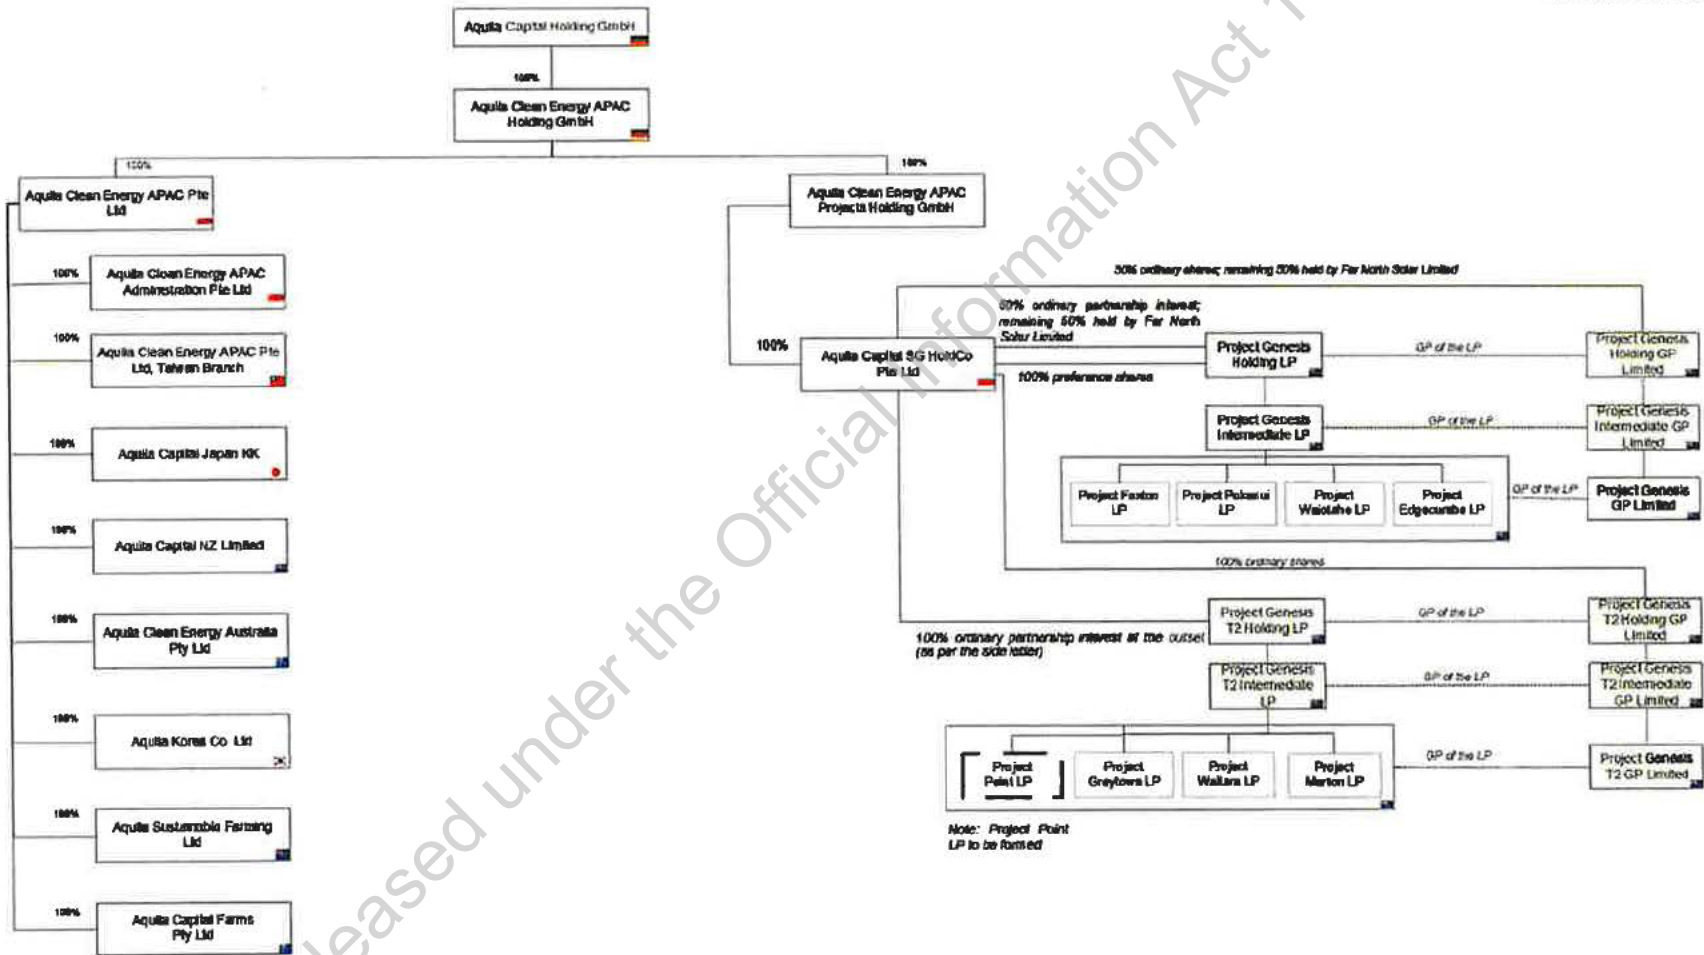 Aquila Capital Holding GmbH
100%
Aquila Clean Energy APAC
Holding GmbH
100%
100%
Aquila Clean Energy APAC Pte
Ltd
Aquila Clean Energy APAC
Projects Holding GmbH
100%
Aquila Clean Energy APAC
Administration Pte Ltd
100%
Aquila Clean Energy APAC Pte
Ltd, Taiwan Branch
100%
Aquila Capital Japan KK
100%
Aquila Capital NZ Limited
100%
Aquila Clean Energy Australia
Pty Ltd
100%
Aquila Korea Co Ltd
100%
Aquila Sustainable Farming
Ltd
100%
Aquila Capital Farms
Pty Ltd
100%
Aquila Capital SG HoldCo
Pte Ltd
50% ordinary shares; remaining 50% held by Far North Solar Limited
50% ordinary partnership interest;
remaining 50% held by Far North
Solar Limited
100% preference shares
Project Genesis
Holding LP
GP of the LP
Project Genesis
Holding GP
Limited
Project Genesis
Intermediate LP
GP of the LP
Project Genesis
Intermediate GP
Limited
Project Foxton
LP
Project Pukenui
LP
Project
Waiotahe LP
Project
Edgecumbe LP
GP of the LP
Project Genesis
GP Limited
100% ordinary shares
100% ordinary partnership interest at the outset
(as per the side letter)
Project Genesis
T2 Holding LP
GP of the LP
Project Genesis
T2 Holding GP
Limited
Project Genesis
T2 Intermediate
LP
GP of the LP
Project Genesis
T2 Intermediate
GP Limited
Project
Point LP
Project
Greytown LP
Project
Waitara LP
Project
Marton LP
GP of the LP
Project Genesis
T2 GP Limited
Note: Project Point
LP to be formed
leased under the Official Information Act 1